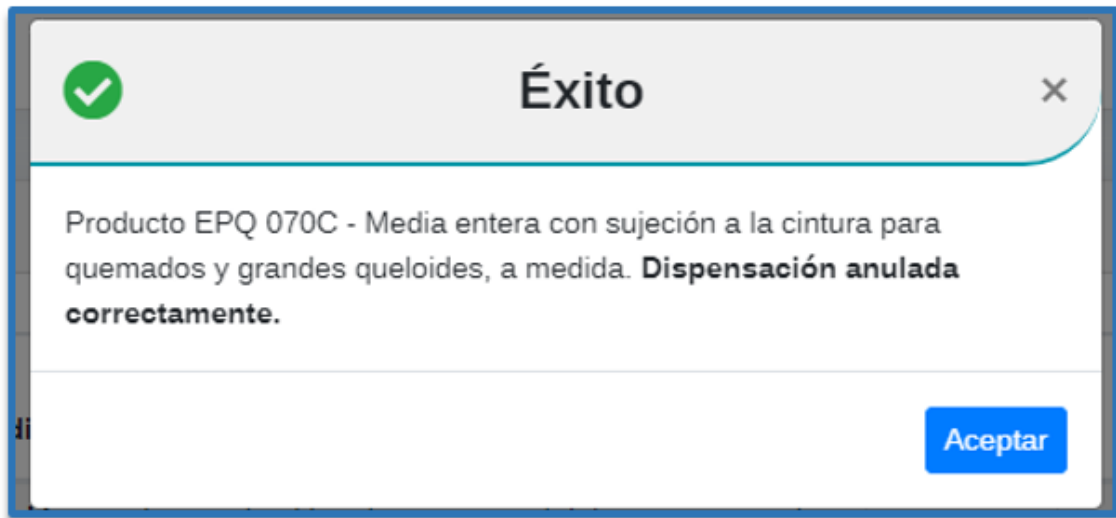 Éxito
×
Producto EPQ 070C - Media entera con sujeción a la cintura para
quemados y grandes queloides, a medida. Dispensación anulada
correctamente.
di
Aceptar